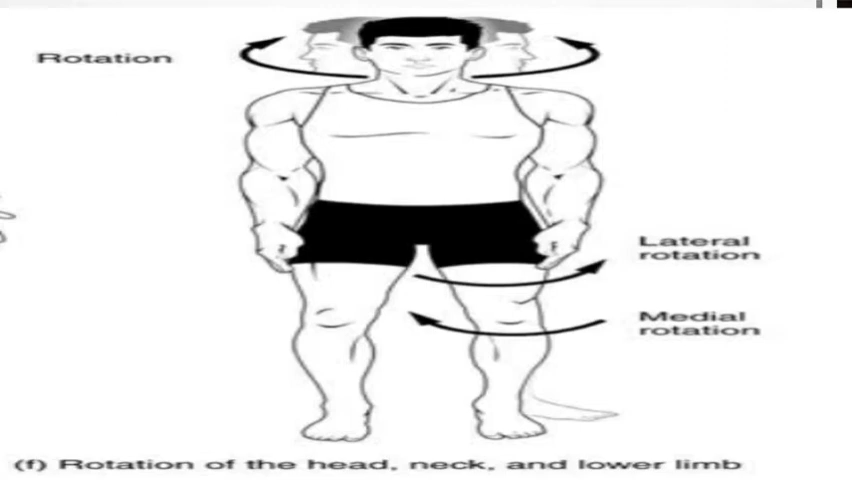 Rotation
Lateral
rotation
Medial
rotation
(f) Rotation of the head, neck, and lower limb